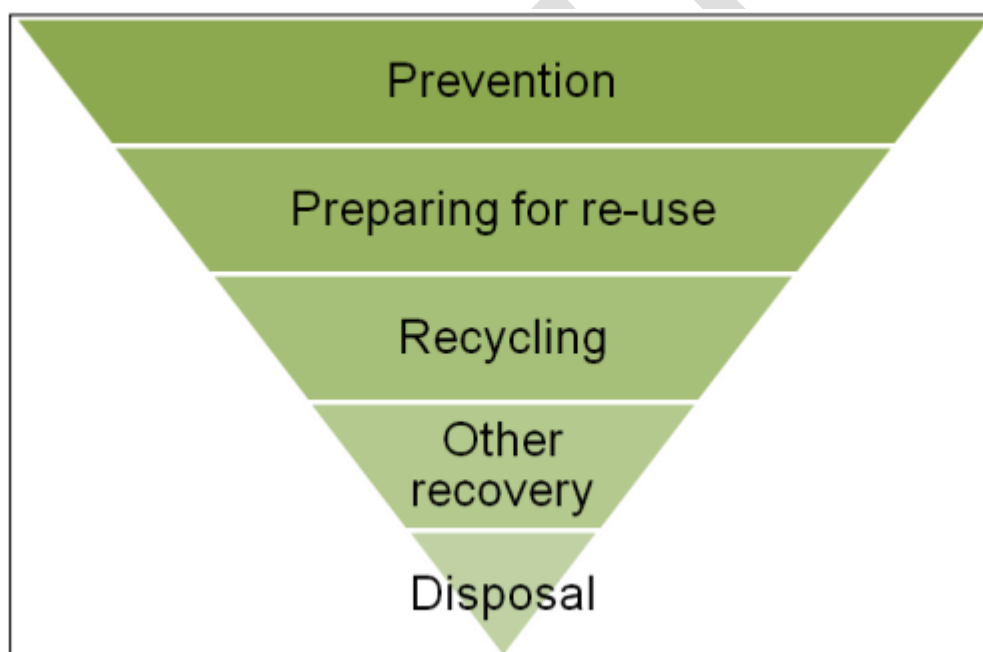 Prevention
Preparing for re-use
Recycling
Other
recovery
Disposal